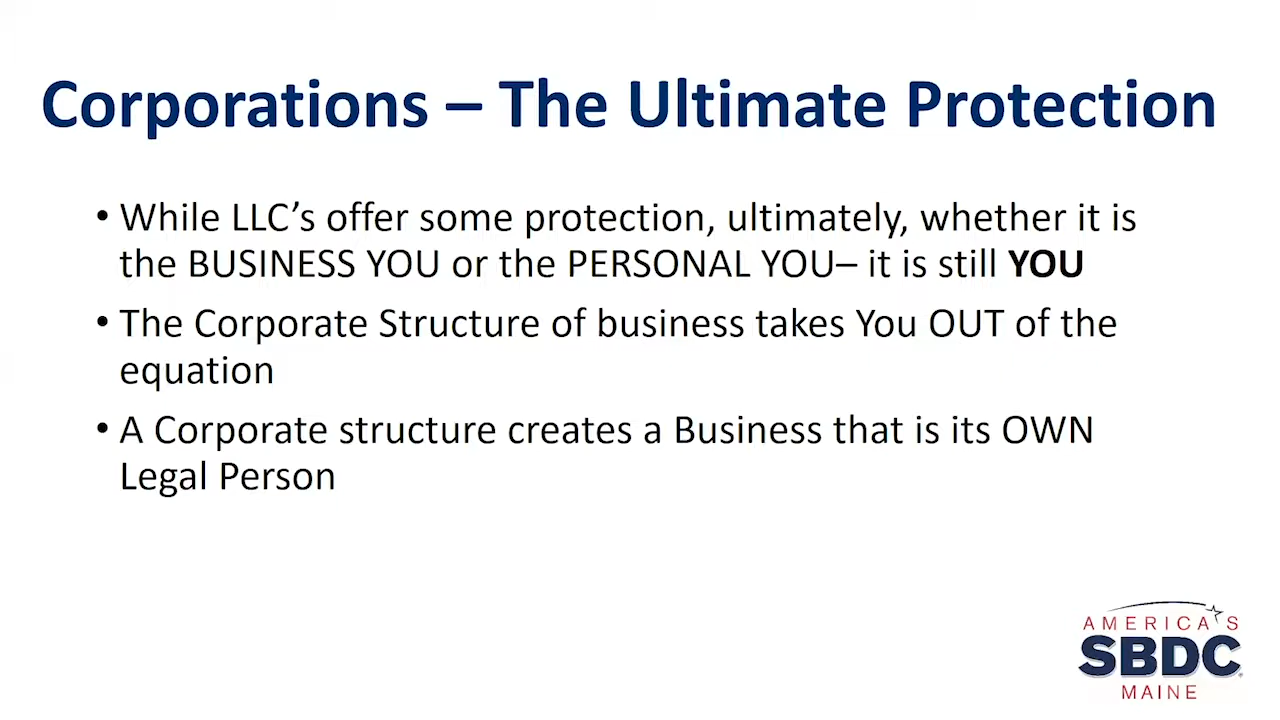 Corporations – The Ultimate Protection
• While LLC’s offer some protection, ultimately, whether it is
the BUSINESS YOU or the PERSONAL YOU– it is still YOU
• The Corporate Structure of business takes You OUT of the
equation
• A Corporate structure creates a Business that is its OWN
Legal Person
AMERICA'S
SBDC
MAINE